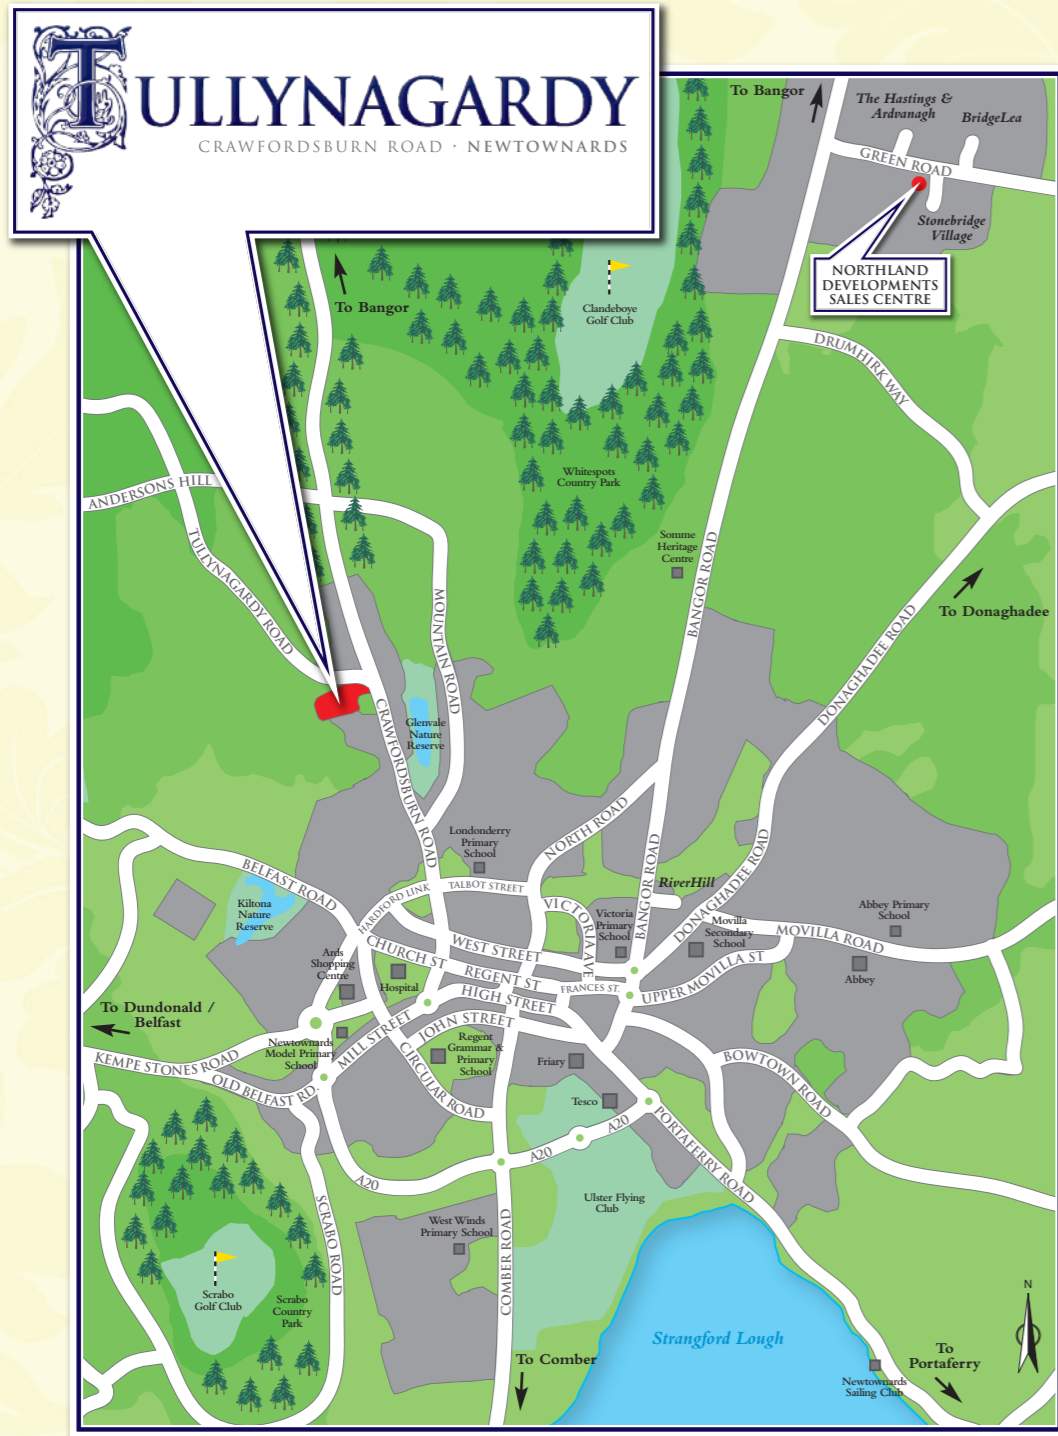 TULLYNAGARDY
CRAWFORDSBURN ROAD · NEWTOWNARDS
To Bangor
The Hastings &
Ardvanagh
BridgeLea
GREEN ROAD
Stonebridge
Village
NORTHLAND
DEVELOPMENTS
SALES CENTRE
To Bangor
Clandeboye
Golf Club
DRUMHIRK WAY
Whitespots
Country Park
ANDERSONS HILL
TULLYNAGARDY ROAD
Somme
Heritage
Centre
BANGOR ROAD
MOUNTAIN ROAD
To Donaghadee
DONAGHADEE ROAD
CRAWFORDSBURN ROAD
Glenvale
Nature
Reserve
Londonderry
Primary
School
NORTH ROAD
BELFAST ROAD
HARDFORD LINK
TALBOT STREET
BANGOR ROAD
RiverHill
DONAGHADEE ROAD
Kiltona
Nature
Reserve
VICTORIA AVE
Victoria
Primary
School
Movilla
Secondary
School
Abbey Primary
School
MOVILLA ROAD
Abbey
CHURCH ST
WEST STREET
Ards
Shopping
Centre
Hospital
REGENT ST
FRANCES ST.
UPPER MOVILLA ST
HIGH STREET
To Dundonald /
Belfast
MILL STREET
JOHN STREET
Newtownards
Model Primary
School
Regent
Grammar &
Primary
School
Friary
KEMPE STONES ROAD
OLD BELFAST RD.
CIRCULAR ROAD
BOWTOWN ROAD
Tesco
A20
A20
A20
PORTAFERRY ROAD
Ulster Flying
Club
SCRABO ROAD
West Winds
Primary School
COMBER ROAD
Scrabo
Golf Club
Scrabo
Country
Park
Strangford Lough
N
To Comber
To
Portaferry
Newtownards
Sailing Club